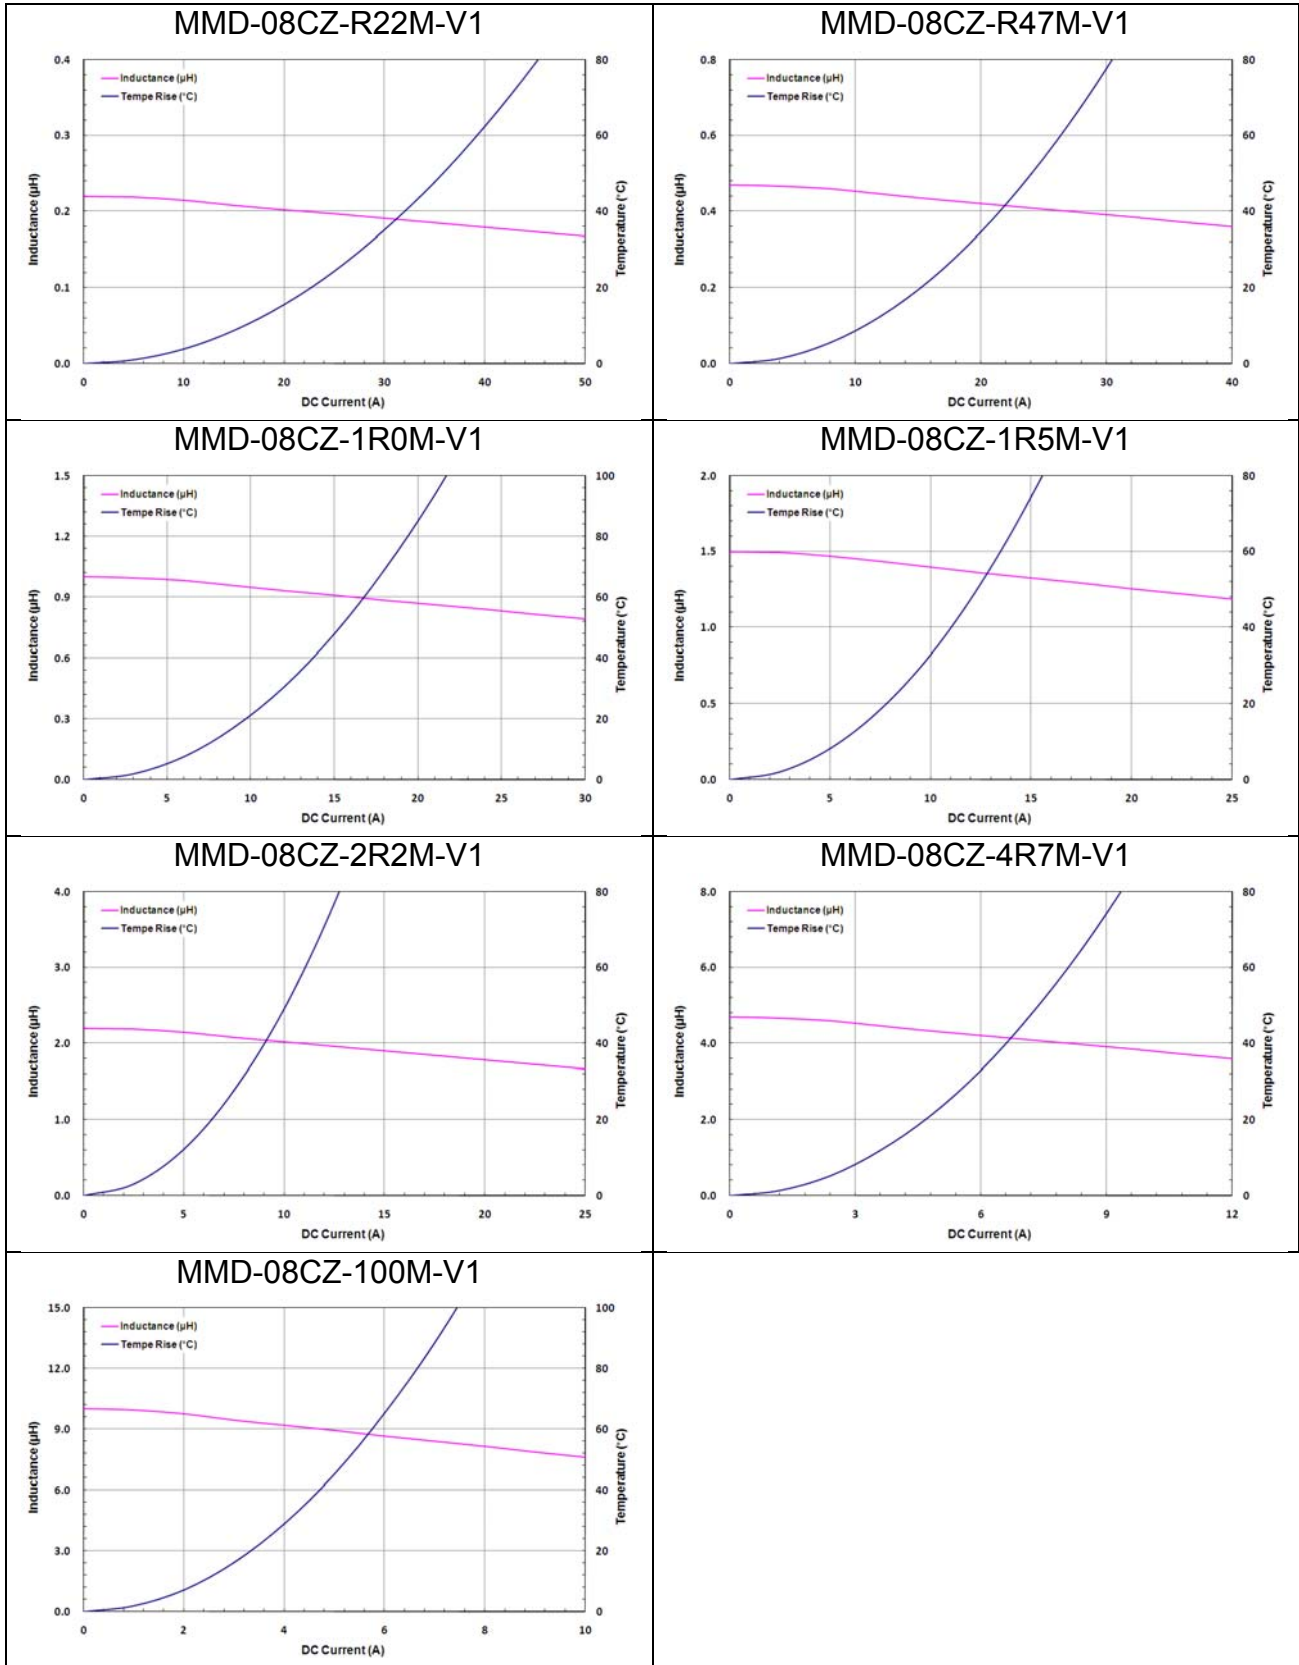 MMD-08CZ-R22M-V1
Inductance (µH)
Tempe Rise (°C)
0.4
0.3
0.2
0.1
0.0
Inductance (µH)
80
60
40
20
0
Temperature (°C)
0 10 20 30 40 50
DC Current (A)
MMD-08CZ-R47M-V1
Inductance (µH)
Tempe Rise (°C)
0.8
0.6
0.4
0.2
0.0
Inductance (µH)
80
60
40
20
0
Temperature (°C)
0 10 20 30 40
DC Current (A)
MMD-08CZ-1R0M-V1
Inductance (µH)
Tempe Rise (°C)
1.5
1.2
0.9
0.6
0.3
0.0
Inductance (µH)
100
80
60
40
20
0
Temperature (°C)
0 5 10 15 20 25 30
DC Current (A)
MMD-08CZ-1R5M-V1
Inductance (µH)
Tempe Rise (°C)
2.0
1.5
1.0
0.5
0.0
Inductance (µH)
80
60
40
20
0
Temperature (°C)
0 5 10 15 20 25
DC Current (A)
MMD-08CZ-2R2M-V1
Inductance (µH)
Tempe Rise (°C)
4.0
3.0
2.0
1.0
0.0
Inductance (µH)
80
60
40
20
0
Temperature (°C)
0 5 10 15 20 25
DC Current (A)
MMD-08CZ-4R7M-V1
Inductance (µH)
Tempe Rise (°C)
8.0
6.0
4.0
2.0
0.0
Inductance (µH)
80
60
40
20
0
Temperature (°C)
0 3 6 9 12
DC Current (A)
MMD-08CZ-100M-V1
Inductance (µH)
Tempe Rise (°C)
15.0
12.0
9.0
6.0
3.0
0.0
Inductance (µH)
100
80
60
40
20
0
Temperature (°C)
0 2 4 6 8 10
DC Current (A)